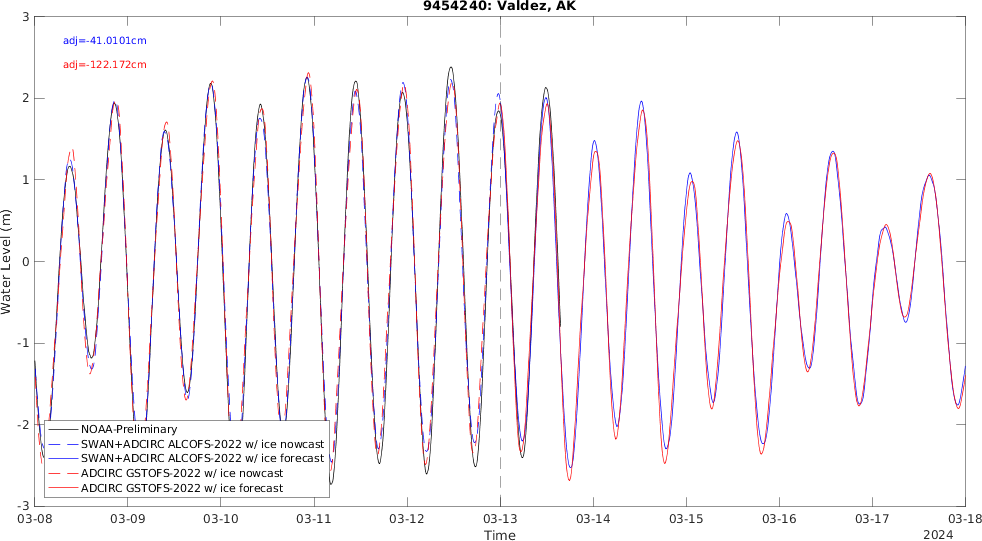 9454240: Valdez, AK
adj=-41.0101cm
adj=-122.172cm
Water Level (m)
3
2
1
0
-1
-2
-3
NOAA-Preliminary
SWAN+ADCIRC ALCOFS-2022 w/ ice nowcast
SWAN+ADCIRC ALCOFS-2022 w/ ice forecast
ADCIRC GSTOFS-2022 w/ ice nowcast
ADCIRC GSTOFS-2022 w/ ice forecast
03-08 03-09 03-10 03-11 03-12 03-13 03-14 03-15 03-16 03-17 03-18
Time
2024